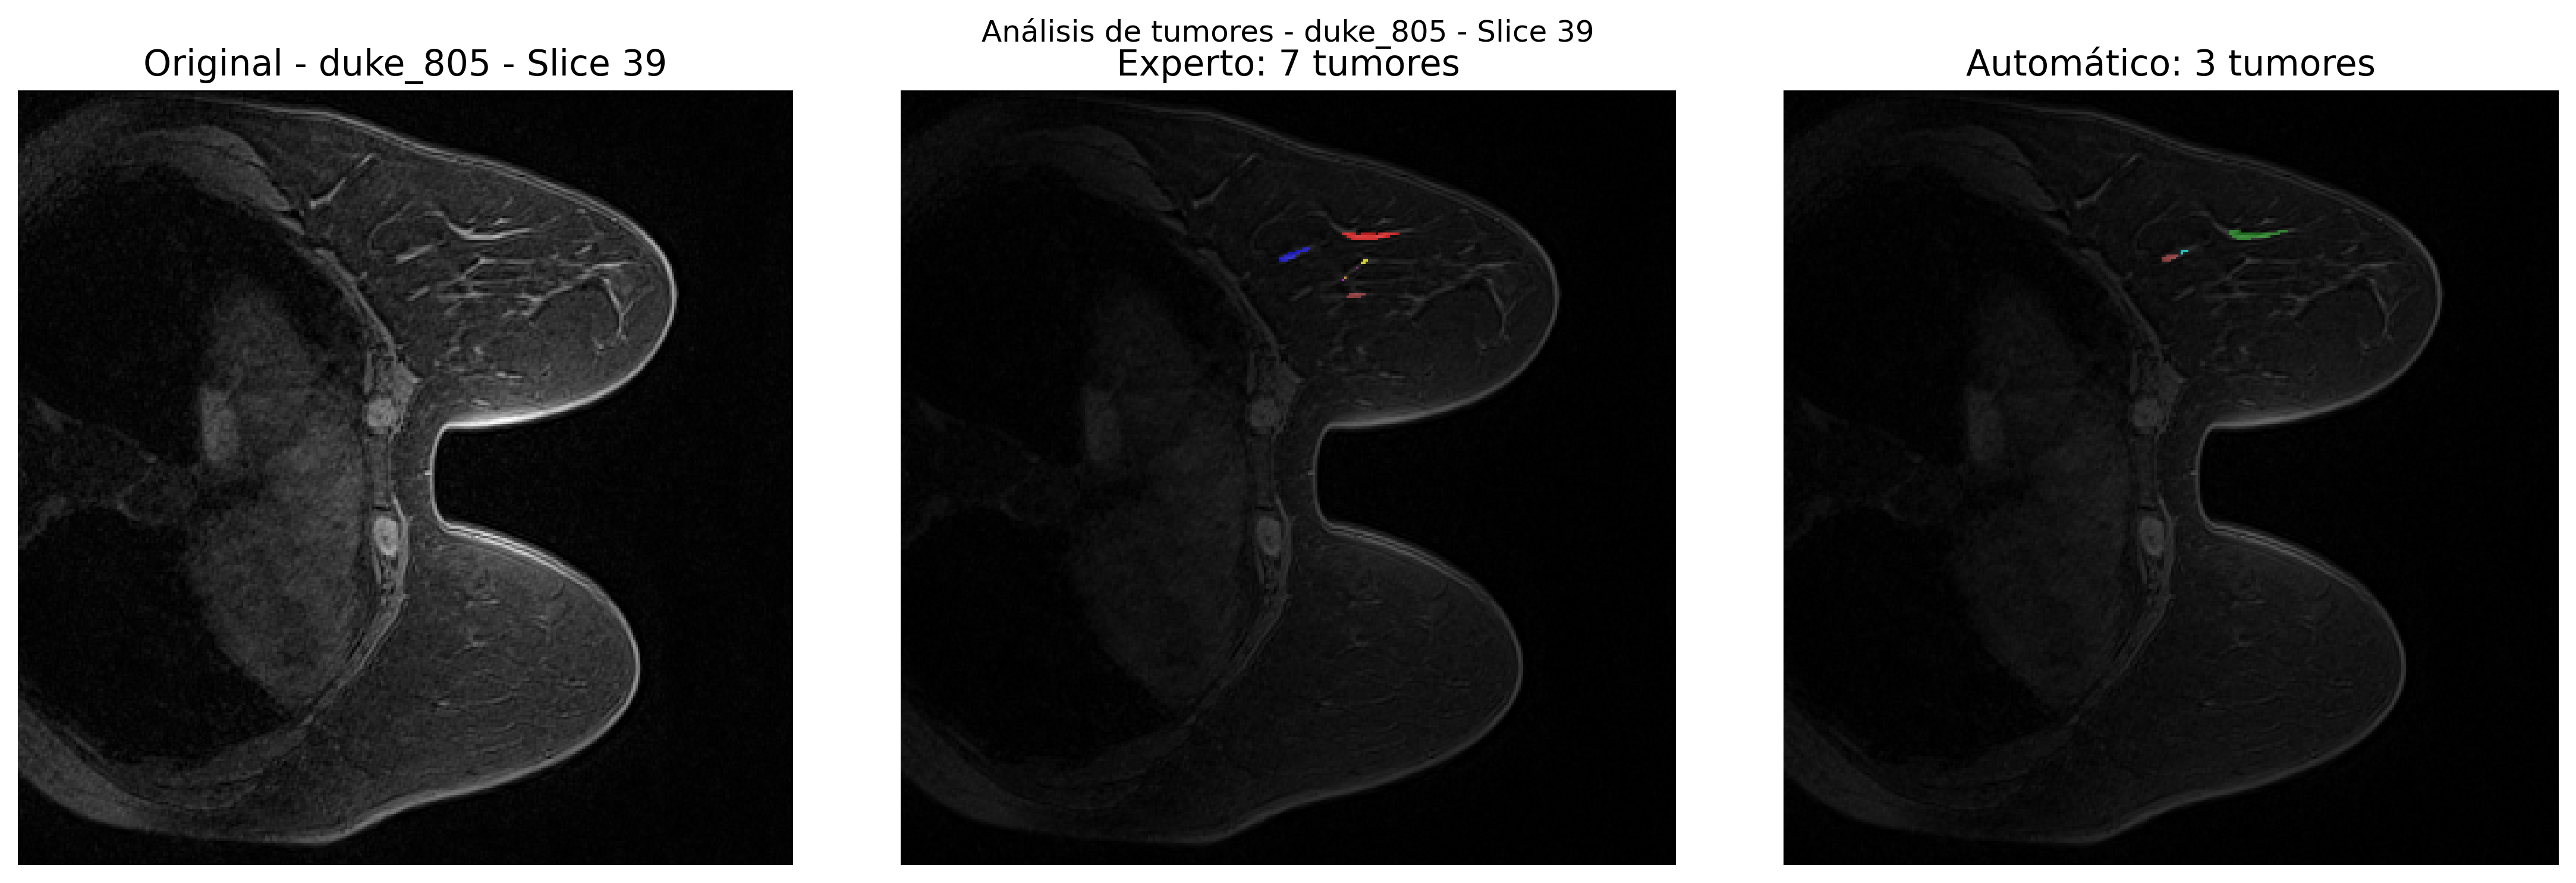 Análisis de tumores - duke_805 - Slice 39
Original - duke_805 - Slice 39
Experto: 7 tumores
Automático: 3 tumores